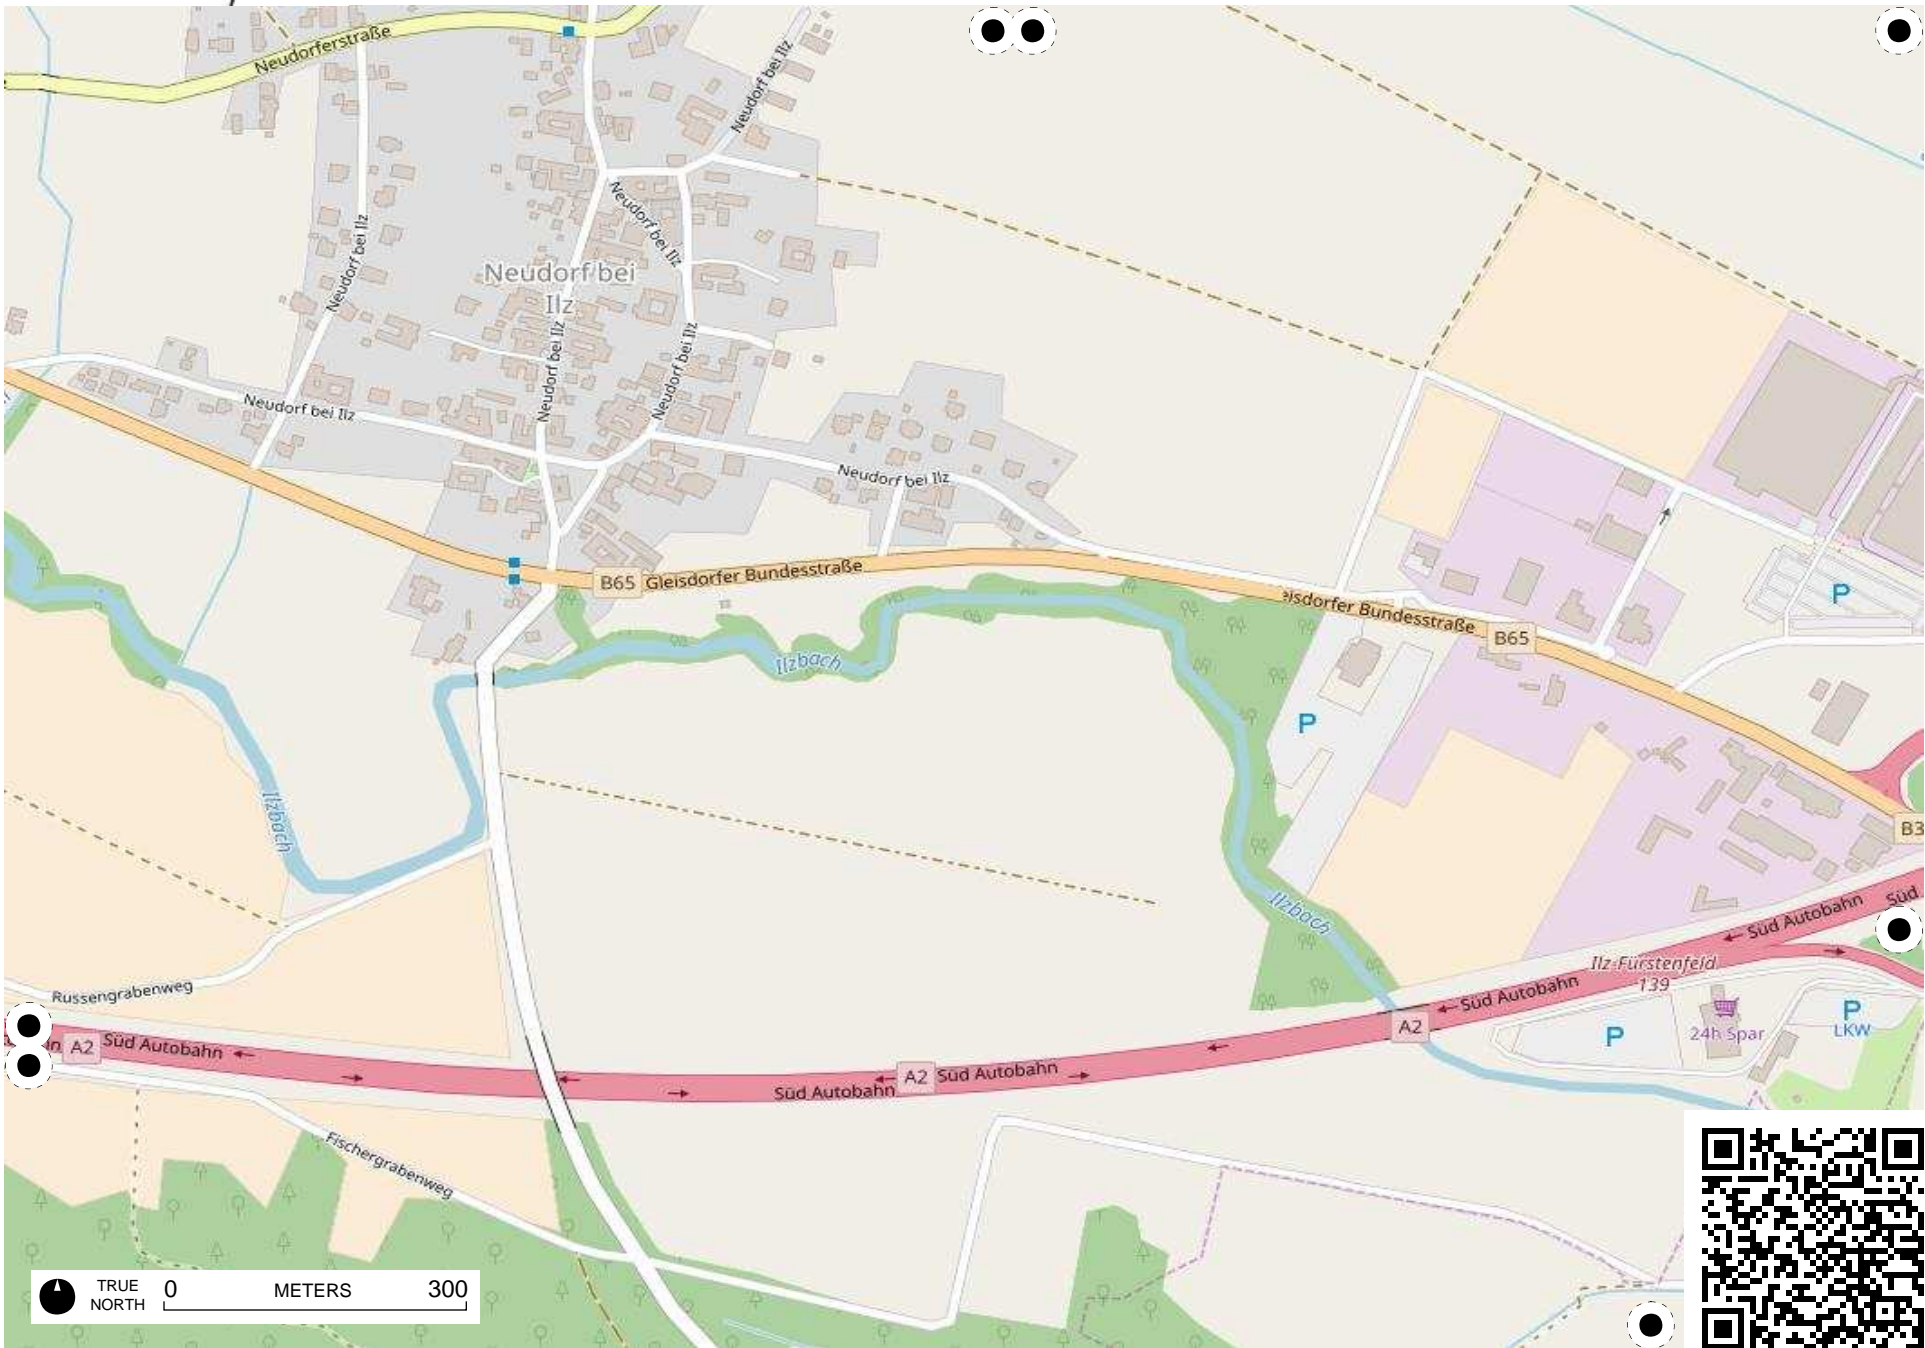 Neudorferstraße
Neudorf bei Ilz
Neudorf bei Ilz
Neudorf bei Ilz
Neudorf bei
Ilz
Neudorf bei Ilz
Neudorf bei Ilz
Neudorf bei Ilz
Neudorf bei Ilz
B65
Gleisdorfer Bundesstraße
eisdorfer Bundesstraße
B65
P
Ilzbach
P
Ilzbach
B3
Ilzbach
Süd Autobahn
Süd
Ilz-Fürstenfeld
139
Russengrabenweg
Süd Autobahn
A2
P
24h Spar
P
LKW
A2
Süd Autobahn
A2
Süd Autobahn
Süd Autobahn
Fischergrabenweg
TRUE
NORTH
0
METERS
300